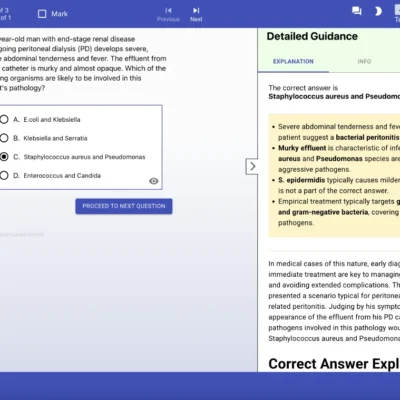 of 3
of 1
Mark
Previous
Next
Detailed Guidance
EXPLANATION
INFO
year-old man with end-stage renal disease
going peritoneal dialysis (PD) develops severe,
abdominal tenderness and fever. The effluent from
catheter is murky and almost opaque. Which of the
ing organisms are likely to be involved in this
t's pathology?
A. E.coli and Klebsiella
B. Klebsiella and Serratia
C. Staphylococcus aureus and Pseudomonas
D. Enterococcus and Candida
PROCEED TO NEXT QUESTION
The correct answer is
Staphylococcus aureus and Pseudomo
Severe abdominal tenderness and feve
patient suggest a bacterial peritonitis
Murky effluent is characteristic of infe
aureus and Pseudomonas species are
aggressive pathogens.
S. epidermidis typically causes milder
is not a part of the correct answer.
Empirical treatment typically targets g
and gram-negative bacteria, covering
pathogens.
In medical cases of this nature, early diag
immediate treatment are key to managing
and avoiding extended complications. Th
presented a scenario typical for peritonea
related peritonitis. Judging by his sympto
appearance of the effluent from his PD ca
pathogens involved in this pathology wou
Staphylococcus aureus and Pseudomona
Correct Answer Expl